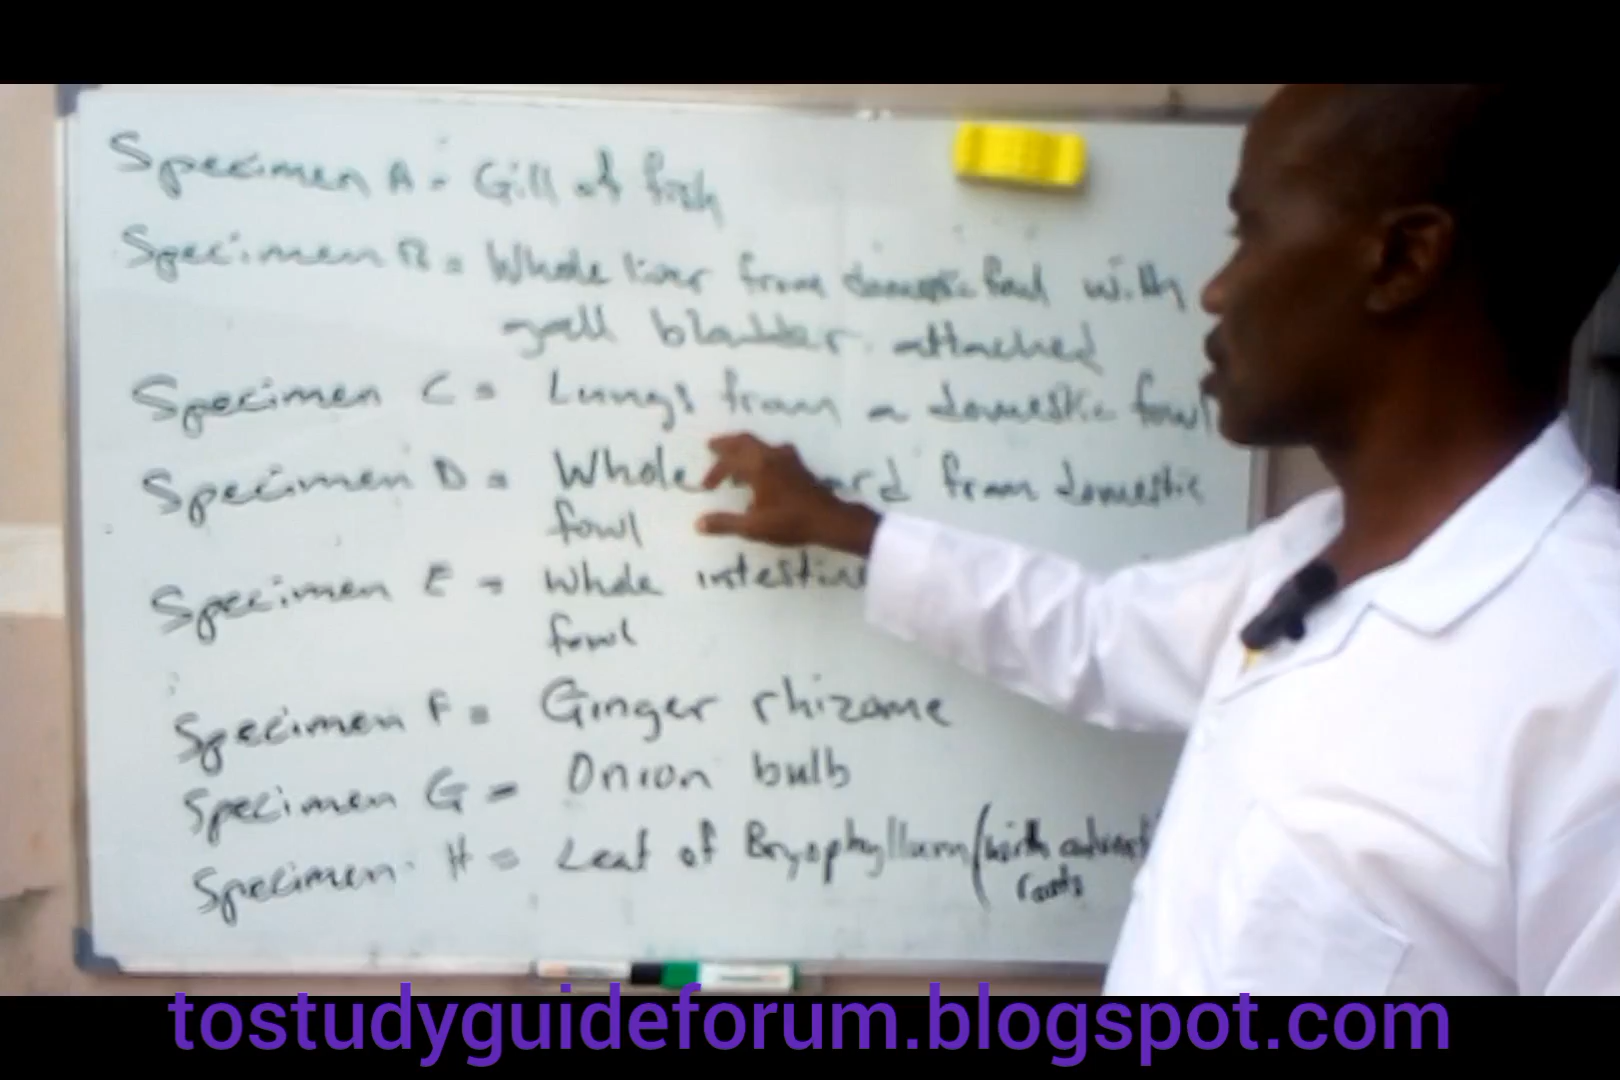 Specimen A = Gill of fish
Specimen B = Whole liver from domestic fowl with
gall bladder attached
Specimen C = Lungs from a domestic fowl
Specimen D = Whole from domestic
fowl
Specimen E = Whole intestine
fowl
Specimen F = Ginger rhizome
Specimen G = Onion bulb
Specimen H = Leaf of Bryophyllum (with
roots
tostudyguideforum.blogspot.com